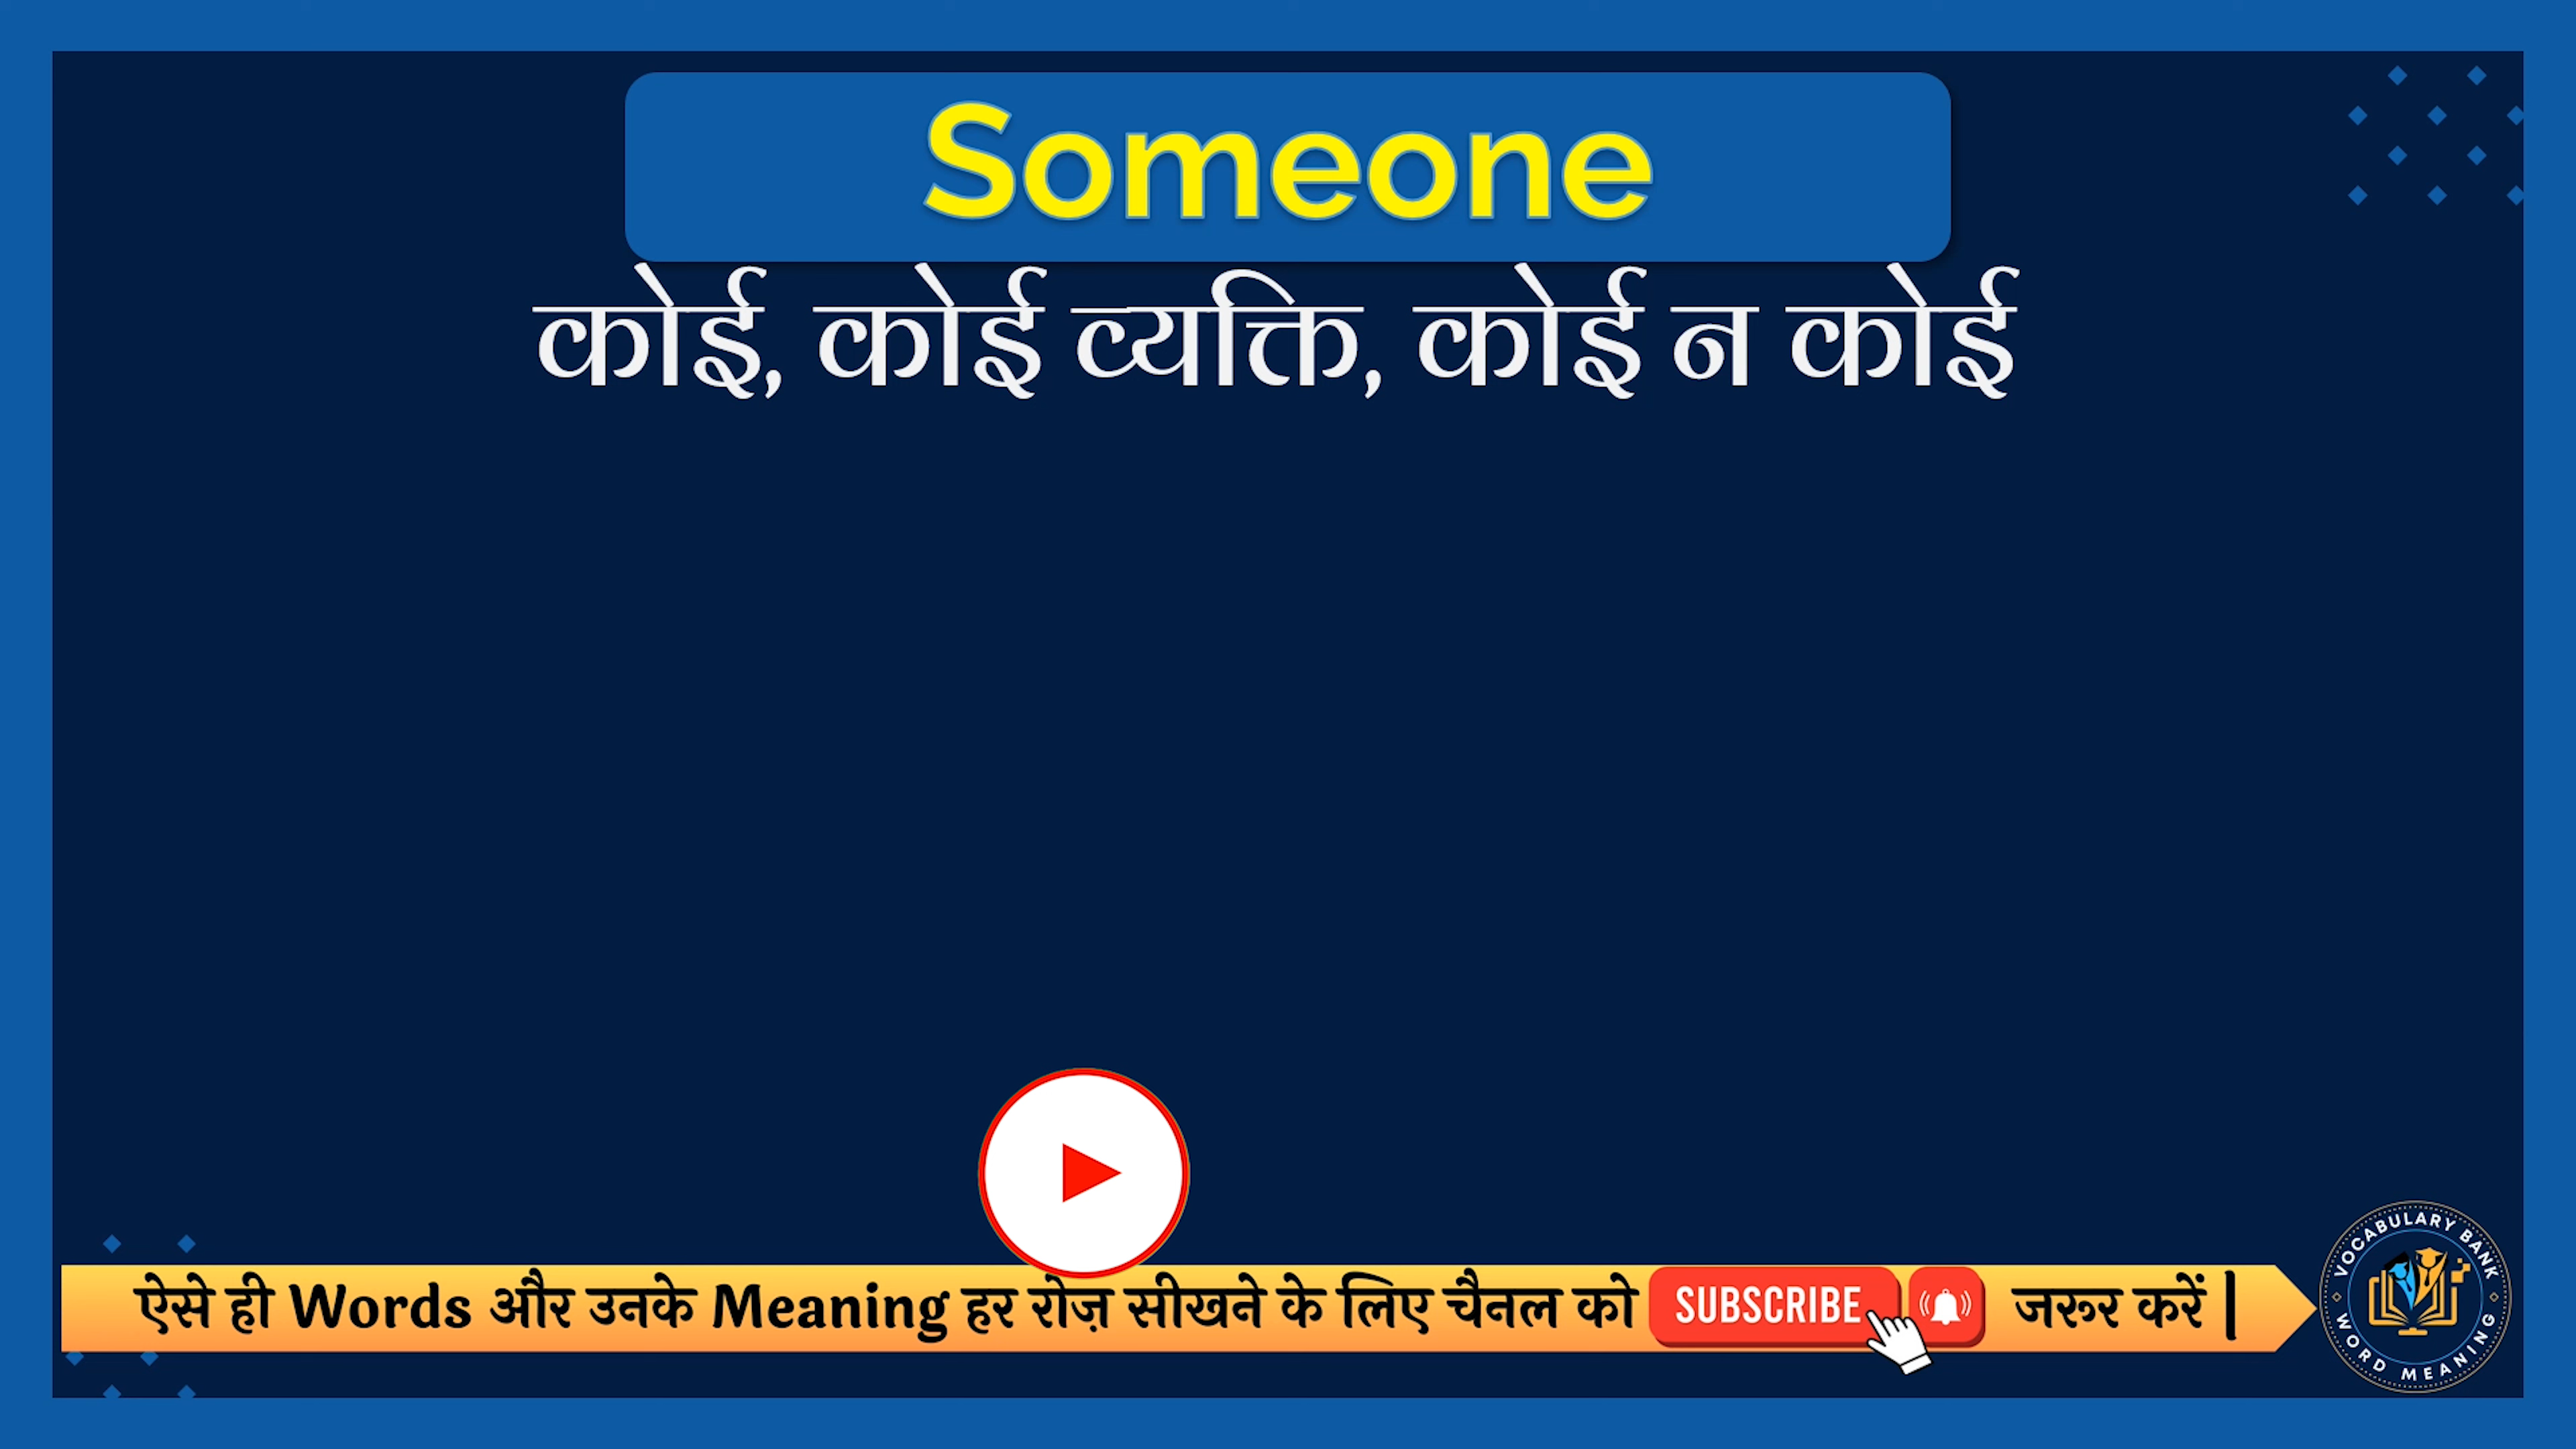 Someone
कोई, कोई व्यक्ति, कोई न कोई
ऐसे ही Words और उनके Meaning हर रोज़ सीखने के लिए चैनल को SUBSCRIBE जरूर करें |
VOCABULARY BANK
WORD MEANING